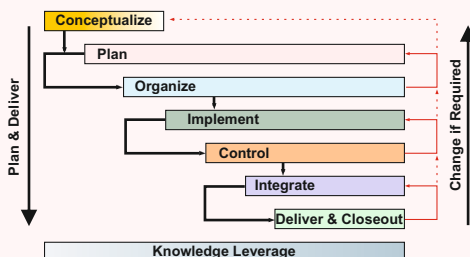 Conceptualize
Plan
Organize
Implement
Control
Integrate
Deliver & Closeout
Knowledge Leverage
Plan & Deliver
Change if Required